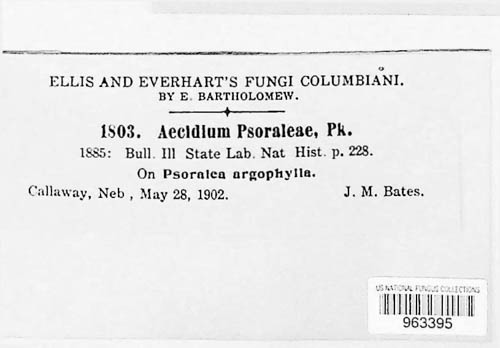 ELLIS AND EVERHART'S FUNGI COLUMBIANI.
BY E. BARTHOLOMEW.
1803. Aecidium Psoraleae, Pk.
1885: Bull. Ill State Lab. Nat Hist. p. 228.
On Psoralea argophylla.
Callaway, Neb , May 28, 1902. J. M. Bates.
US NATIONAL FUNGUS COLLECTIONS
963395